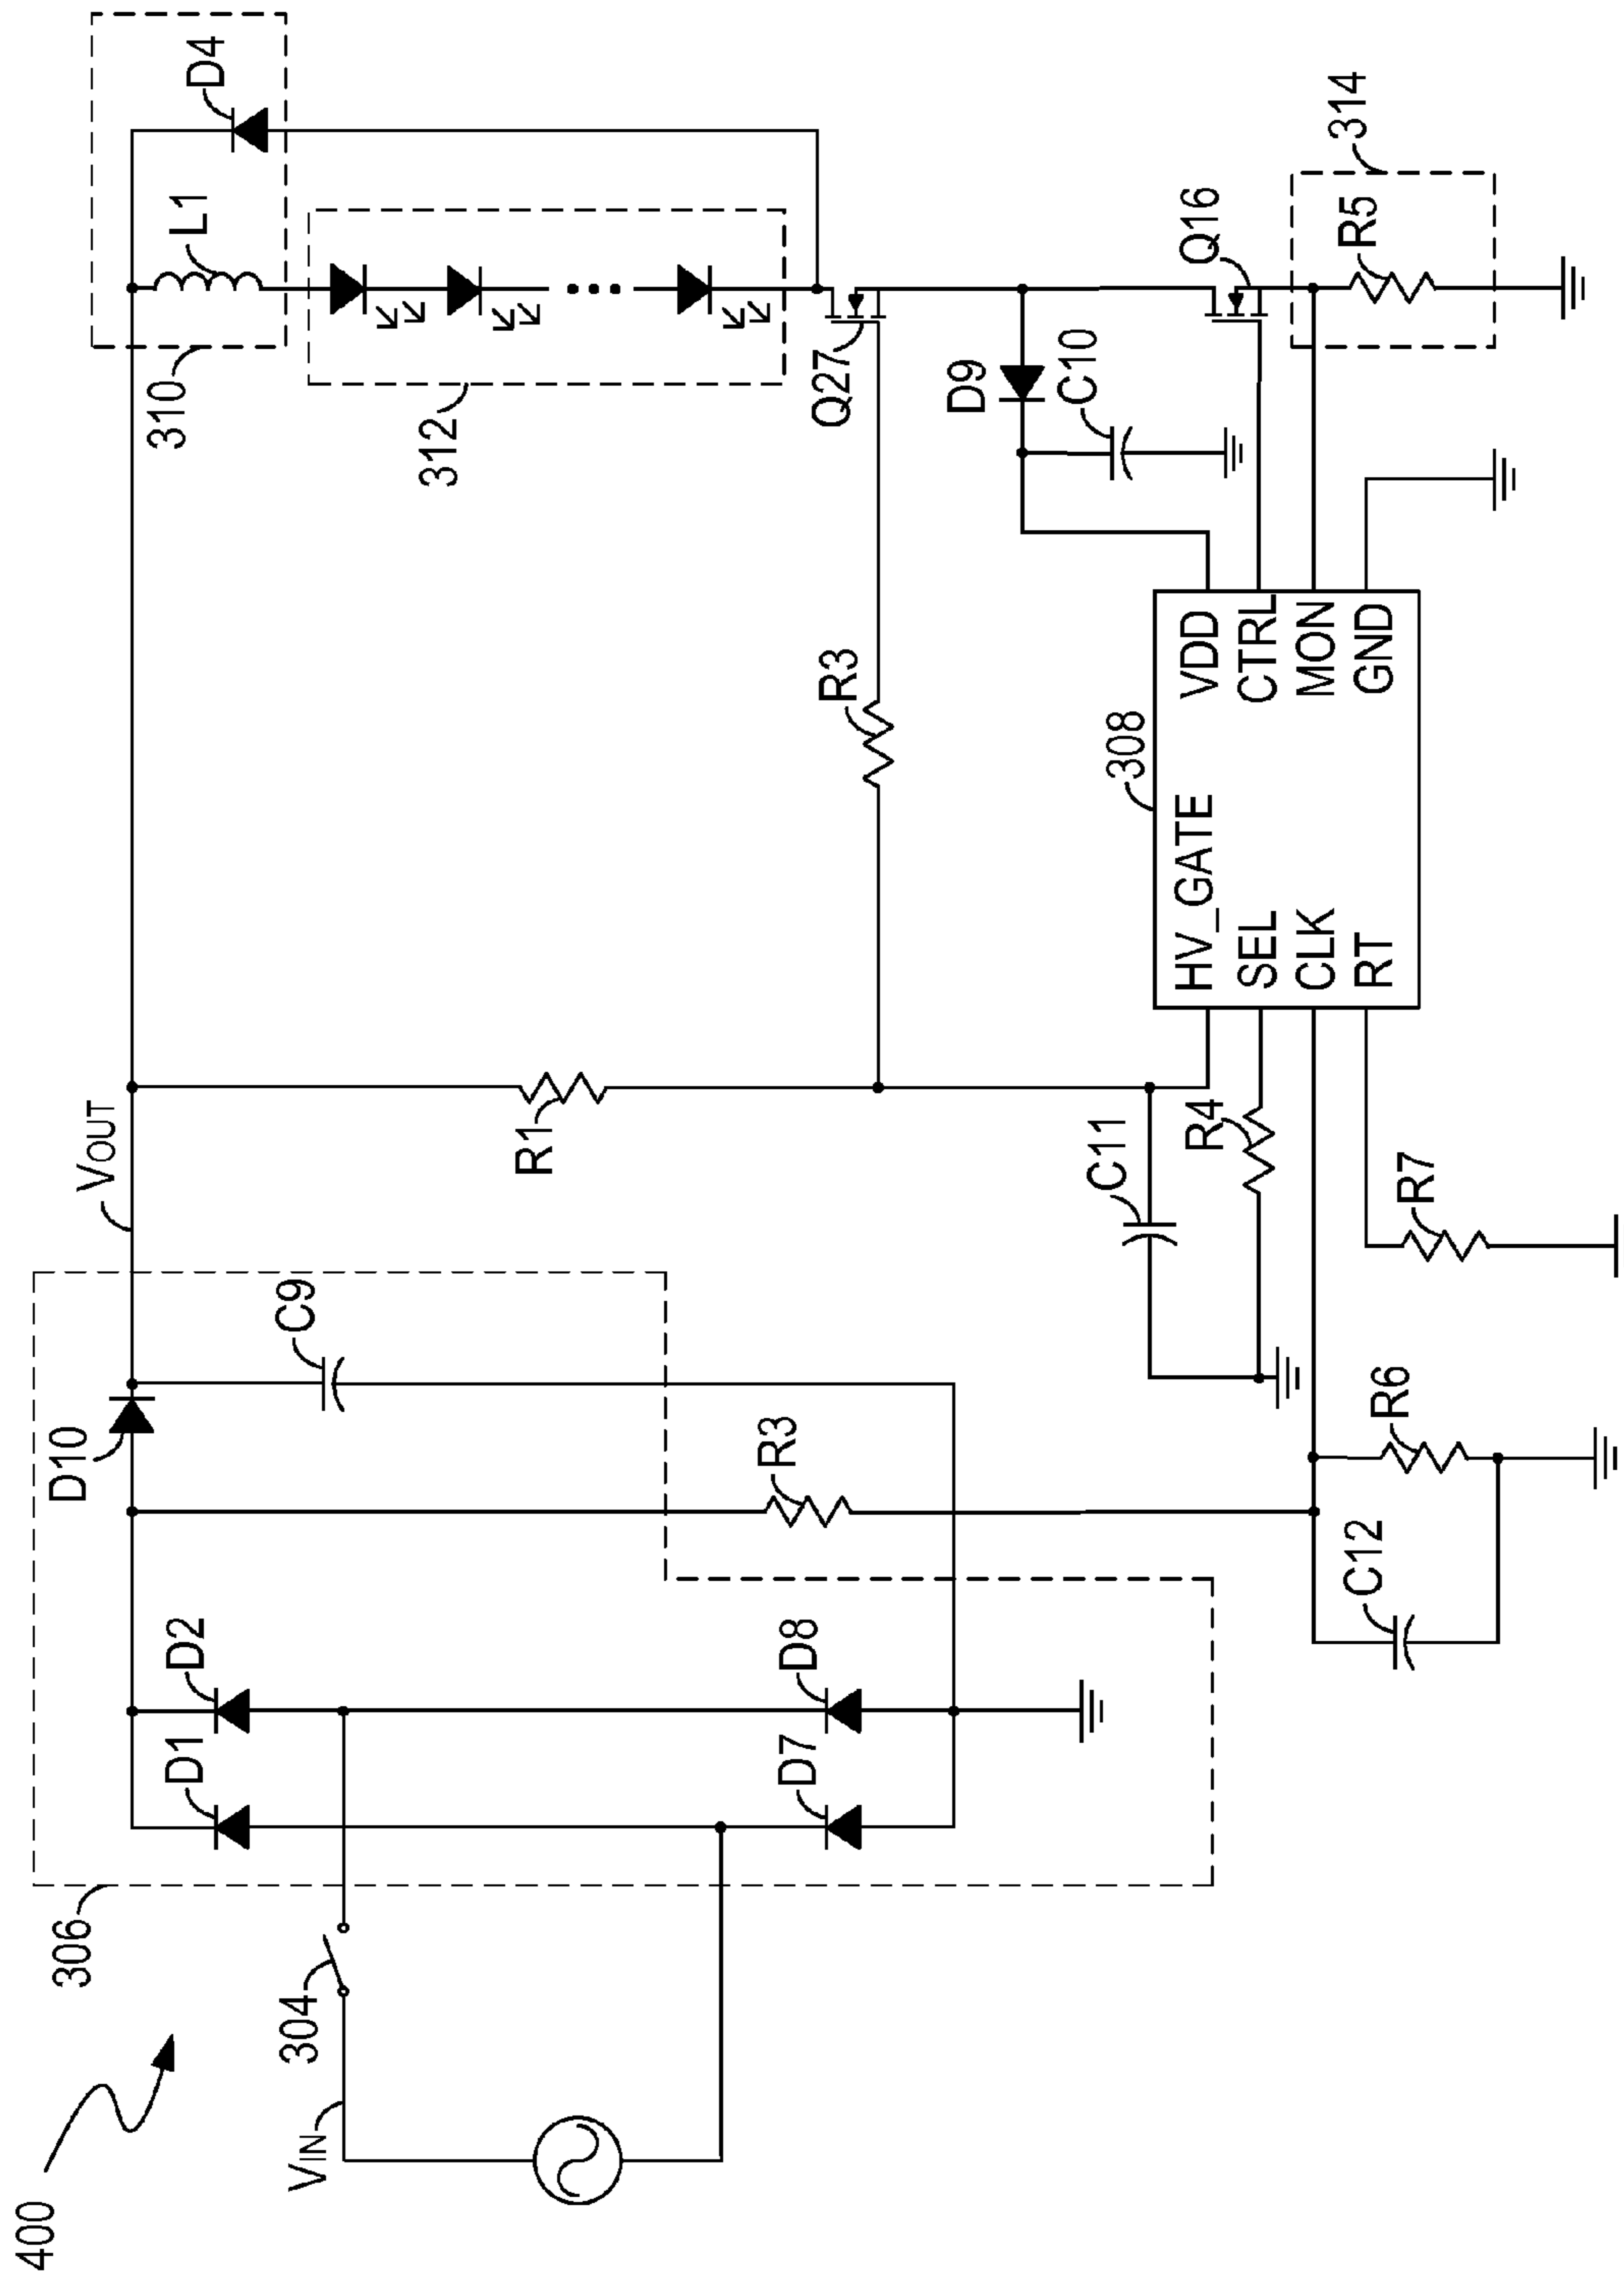 400
VIN
304
306
D1
D2
D7
D8
D10
C9
R3
VOUT
R1
R3
310
L1
D4
312
Q27
D9
C10
Q16
314
R5
308
HV_GATE
SEL
CLK
RT
VDD
CTRL
MON
GND
C11
R4
R7
R6
C12